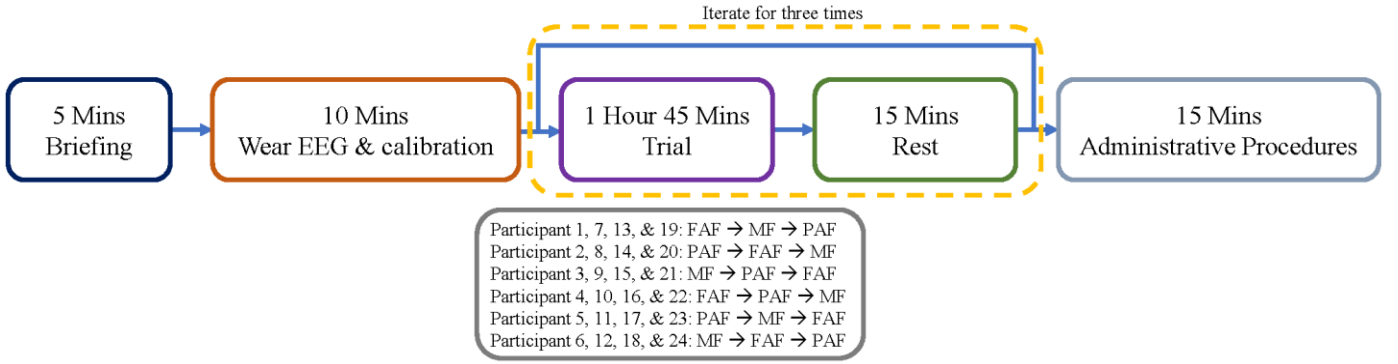 Iterate for three times
5 Mins
Briefing
10 Mins
Wear EEG & calibration
1 Hour 45 Mins
Trial
15 Mins
Rest
15 Mins
Administrative Procedures
Participant 1, 7, 13, & 19: FAF → MF → PAF
Participant 2, 8, 14, & 20: PAF → FAF → MF
Participant 3, 9, 15, & 21: MF → PAF → FAF
Participant 4, 10, 16, & 22: FAF → PAF → MF
Participant 5, 11, 17, & 23: PAF → MF → FAF
Participant 6, 12, 18, & 24: MF → FAF → PAF